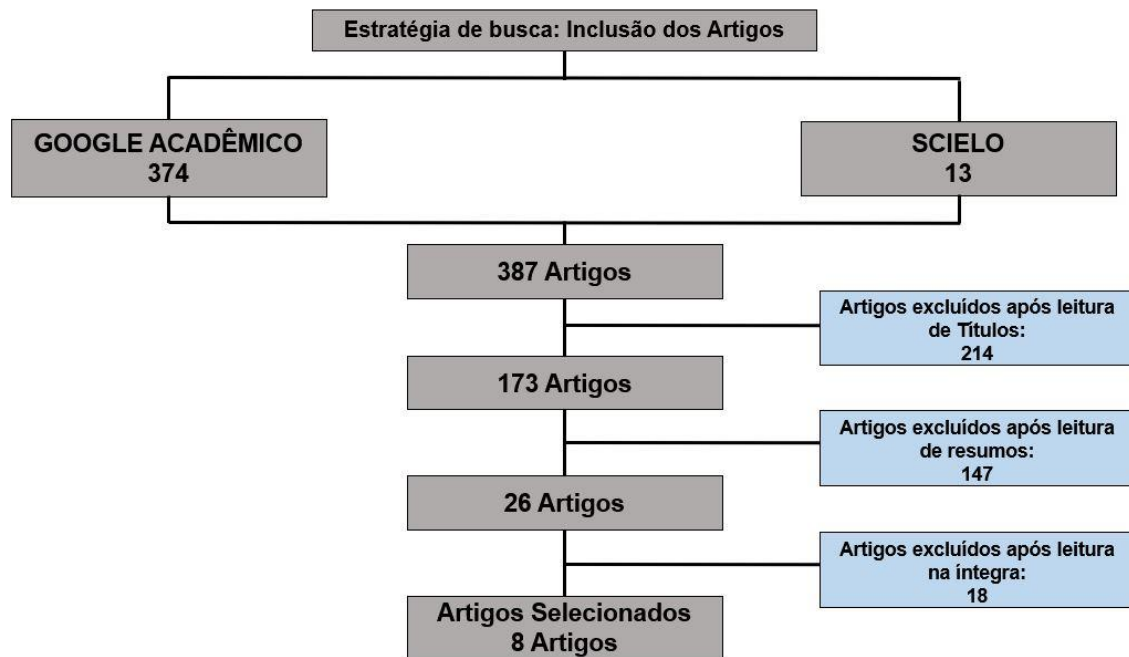 Estratégia de busca: Inclusão dos Artigos
GOOGLE ACADÊMICO
374
SCIELO
13
387 Artigos
Artigos excluídos após leitura
de Títulos:
214
173 Artigos
Artigos excluídos após leitura
de resumos:
147
26 Artigos
Artigos excluídos após leitura
na íntegra:
18
Artigos Selecionados
8 Artigos